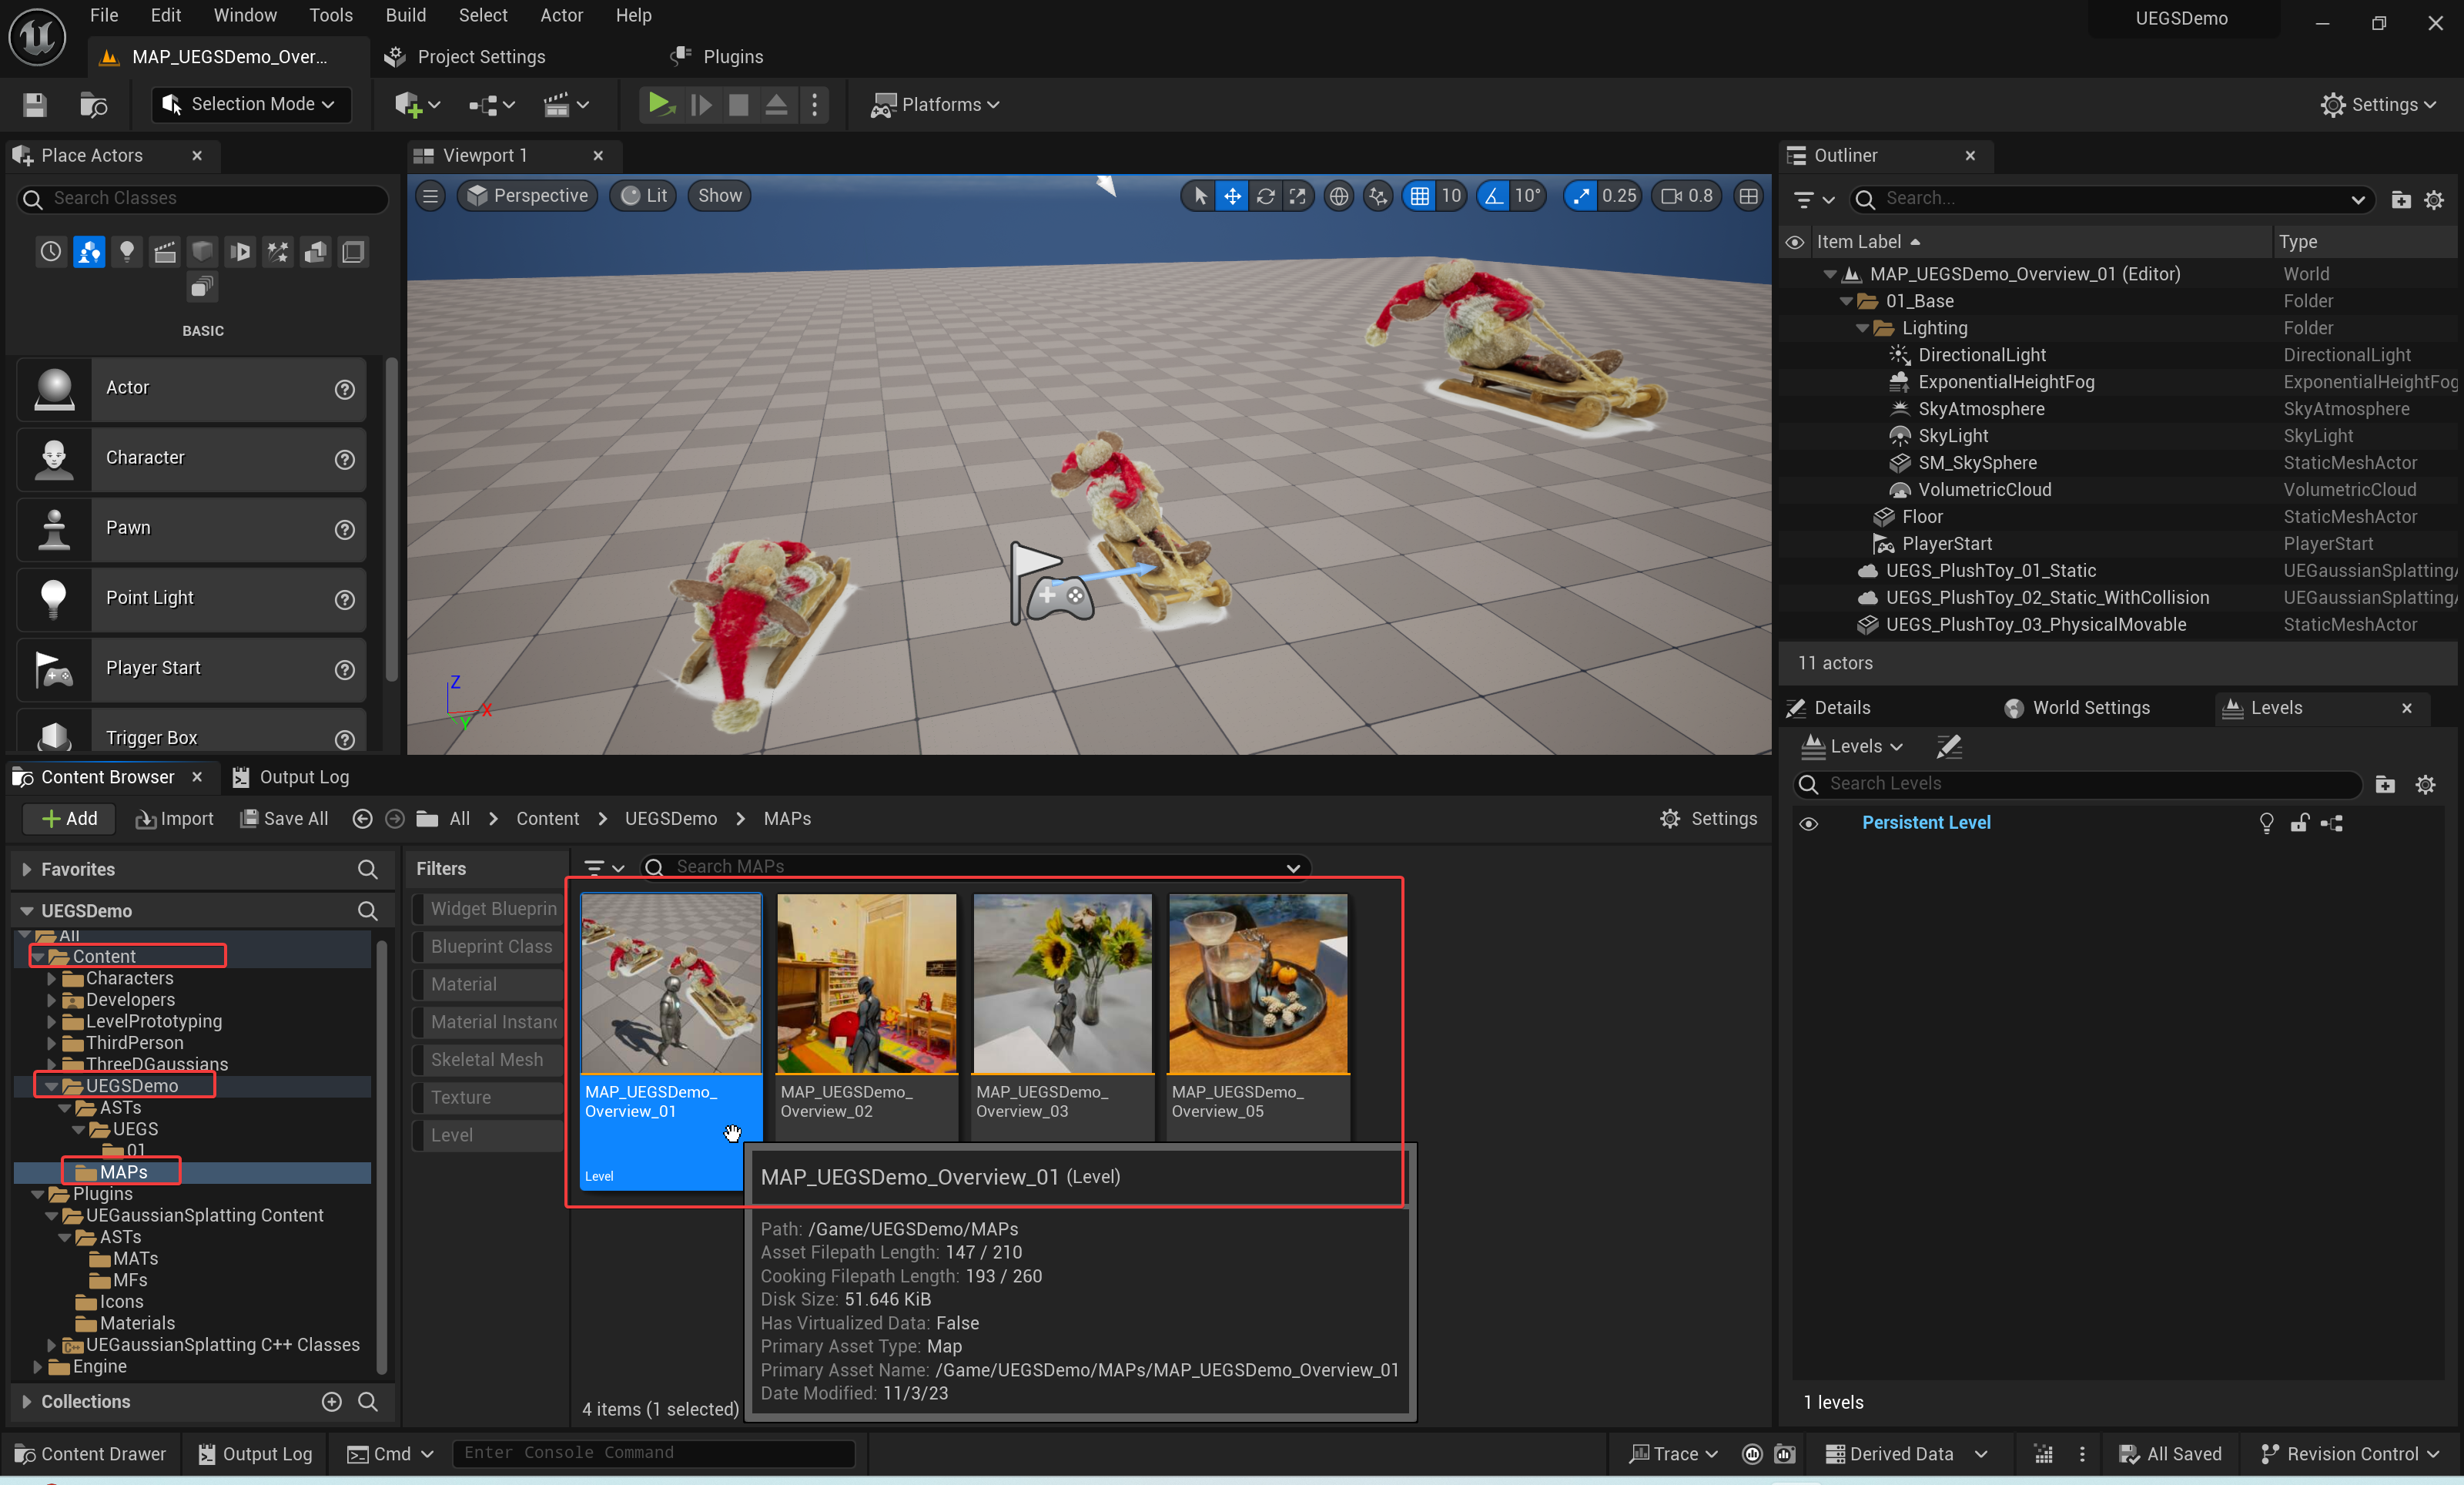 File Edit Window Tools Build Select Actor Help
UEGSDemo
MAP_UEGSDemo_Over... Project Settings Plugins
Selection Mode
Platforms
Settings
Place Actors
Search Classes
BASIC
Actor
Character
Pawn
Point Light
Player Start
Trigger Box
Viewport 1
Perspective Lit Show
10 10° 0.25 0.8
Z
X
Y
Outliner
Search...
Item Label Type
MAP_UEGSDemo_Overview_01 (Editor) World
01_Base Folder
Lighting Folder
DirectionalLight DirectionalLight
ExponentialHeightFog ExponentialHeightFog
SkyAtmosphere SkyAtmosphere
SkyLight SkyLight
SM_SkySphere StaticMeshActor
VolumetricCloud VolumetricCloud
Floor StaticMeshActor
PlayerStart PlayerStart
UEGS_PlushToy_01_Static UEGaussianSplatting
UEGS_PlushToy_02_Static_WithCollision UEGaussianSplatting
UEGS_PlushToy_03_PhysicalMovable StaticMeshActor
11 actors
Details World Settings Levels
Levels
Search Levels
Persistent Level
1 levels
Content Browser Output Log
Add Import Save All All > Content > UEGSDemo > MAPs Settings
Favorites
UEGSDemo
All
Content
Characters
Developers
LevelPrototyping
ThirdPerson
ThreeDGaussians
UEGSDemo
ASTs
UEGS
01
MAPs
Plugins
UEGaussianSplatting Content
ASTs
MATs
MFs
Icons
Materials
C++ UEGaussianSplatting C++ Classes
Engine
Collections
Filters
Widget Blueprin
Blueprint Class
Material
Material Instanc
Skeletal Mesh
Texture
Level
Search MAPs
MAP_UEGSDemo_
Overview_01
Level
MAP_UEGSDemo_
Overview_02
MAP_UEGSDemo_
Overview_03
MAP_UEGSDemo_
Overview_05
MAP_UEGSDemo_Overview_01 (Level)
Path: /Game/UEGSDemo/MAPs
Asset Filepath Length: 147 / 210
Cooking Filepath Length: 193 / 260
Disk Size: 51.646 KiB
Has Virtualized Data: False
Primary Asset Type: Map
Primary Asset Name: /Game/UEGSDemo/MAPs/MAP_UEGSDemo_Overview_01
Date Modified: 11/3/23
4 items (1 selected)
Content Drawer Output Log Cmd Enter Console Command Trace Derived Data All Saved Revision Control